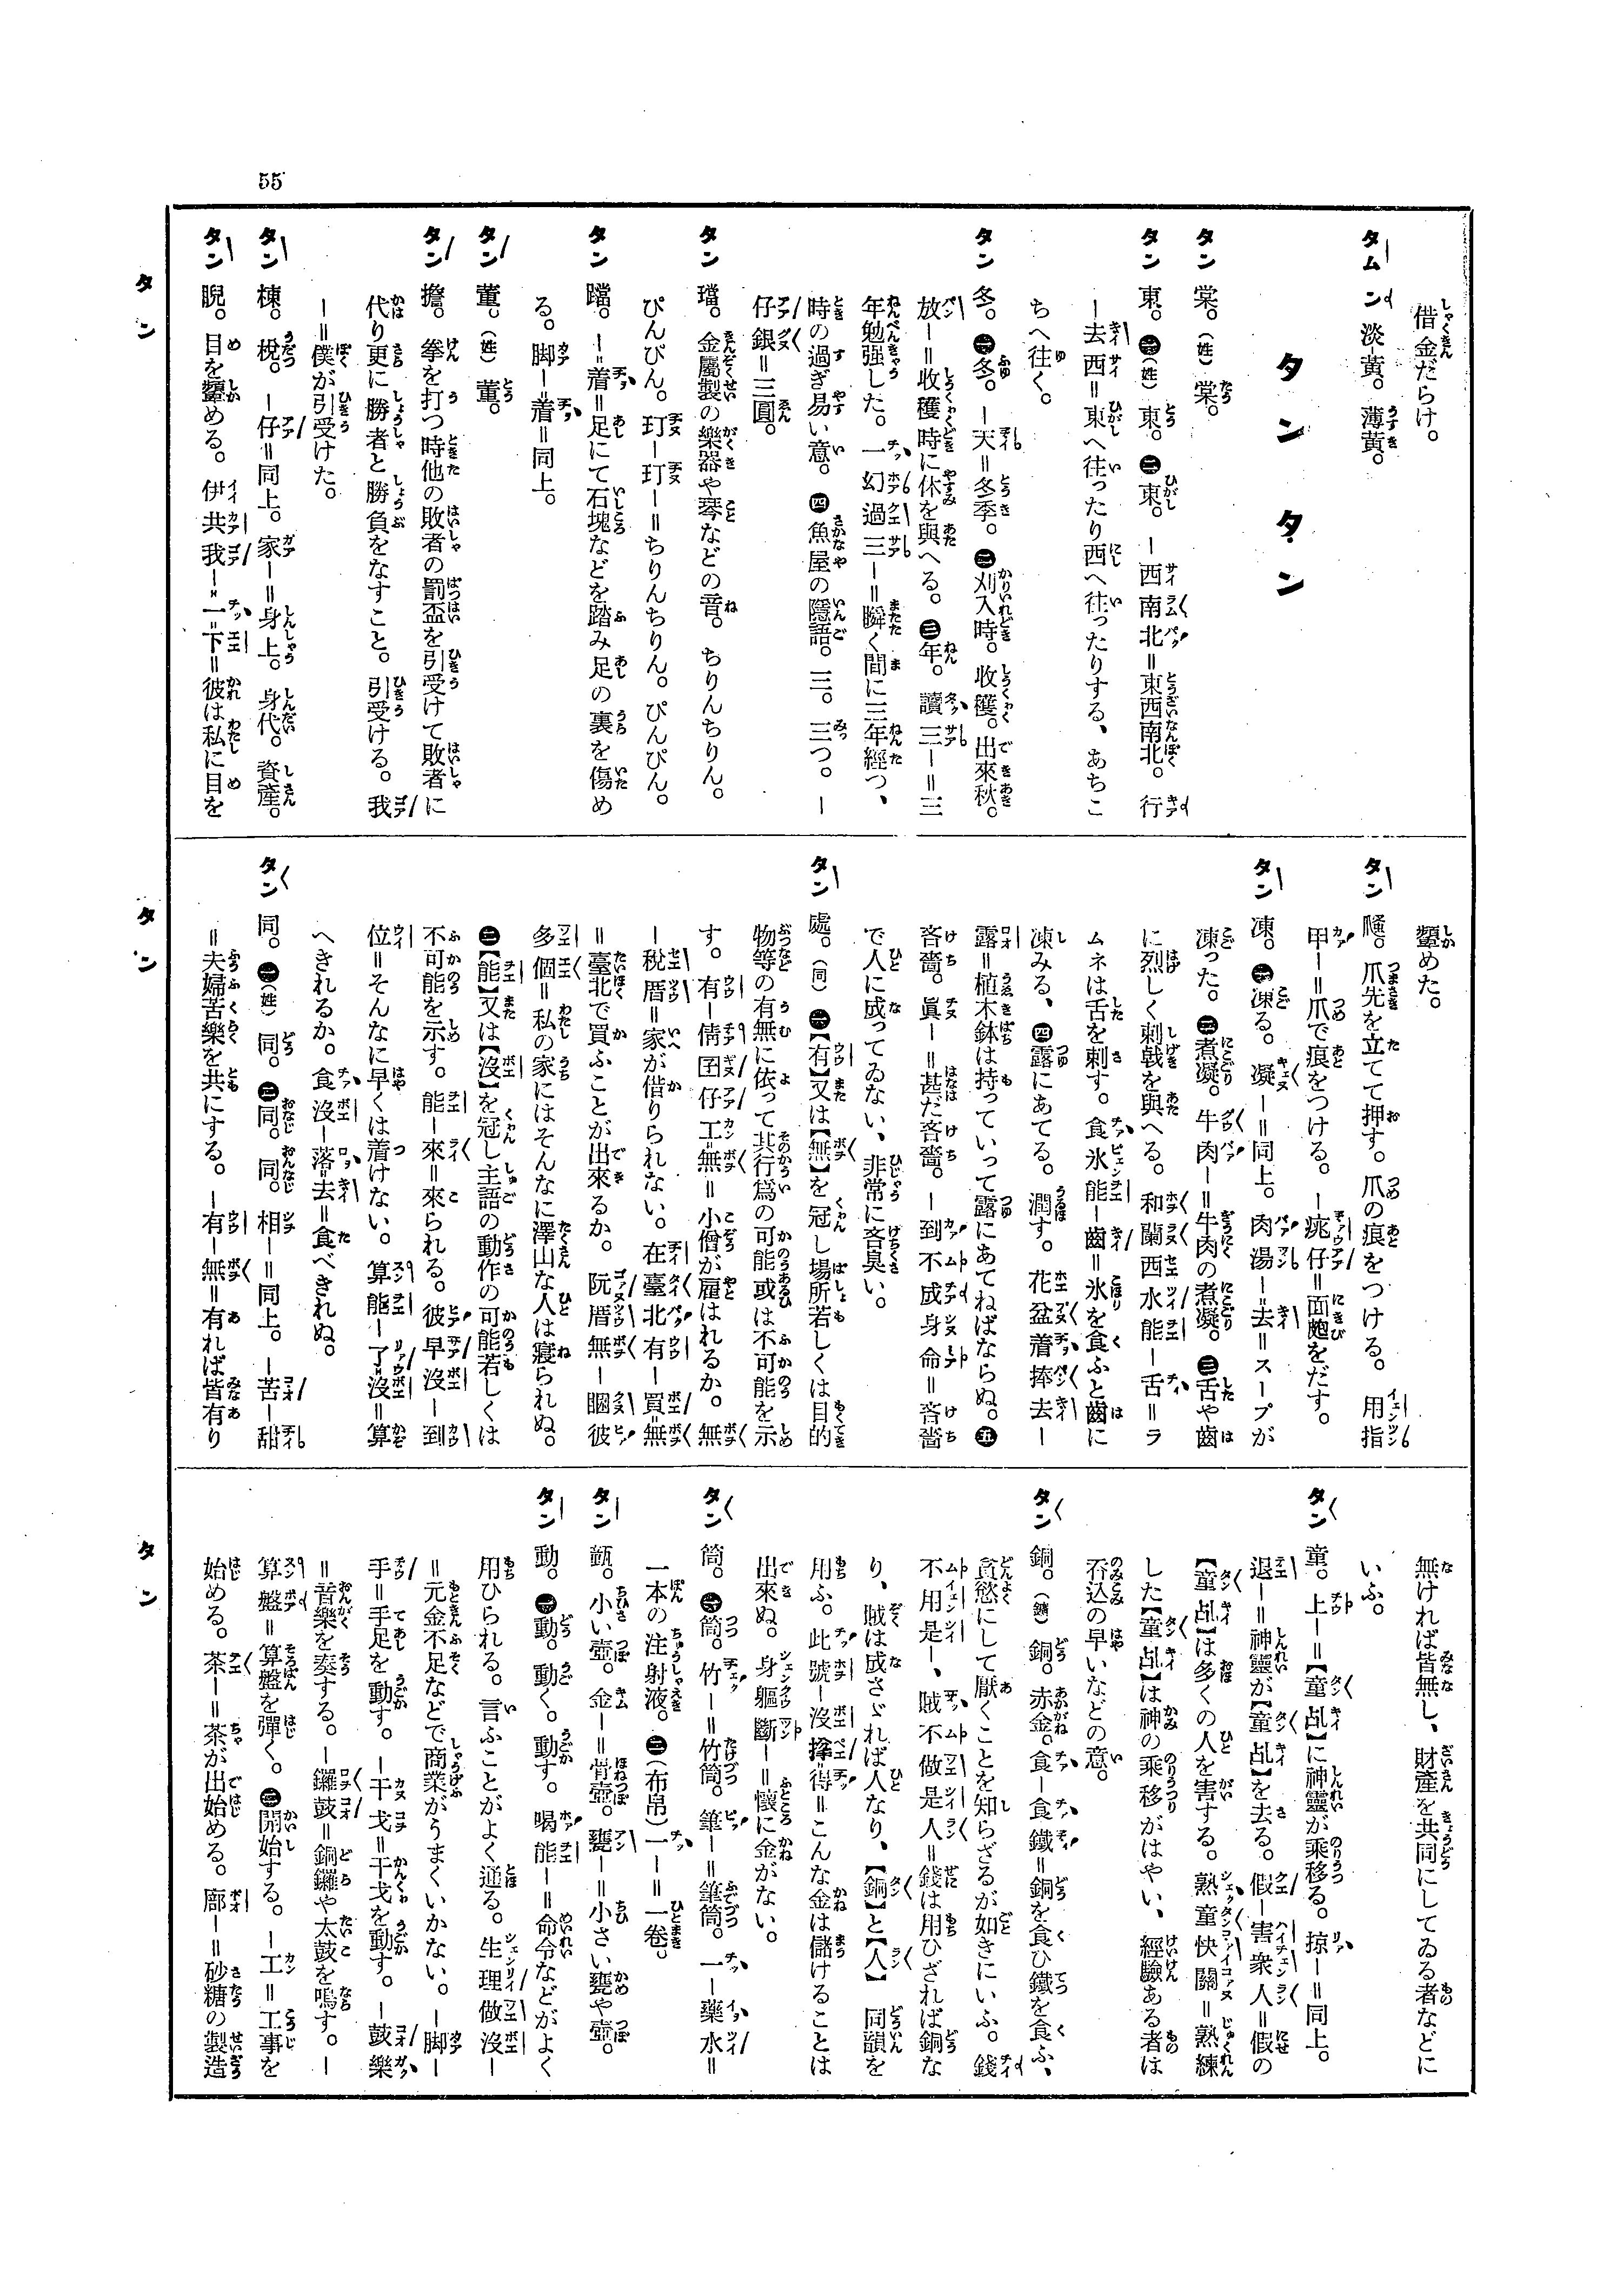 55
借金だらけ。
タム 淡-黃。薄黃。
タン タン
タン 棠。(姓)棠。
タン 東。㊀(姓)東。㊁東。ー西南北=東西南北。行
ー去西=東へ往ったり西へ往ったりする、あちこ
ちへ往く。
タン 冬。㊀冬。ー天=冬季。㊁刈入時。收穫。出來秋。
放ー=收穫時に休を與へる。㊂年。讀三ー=三
年勉强した。一幻過三ー=瞬く間に三年經つ、
時の過ぎ易い意。㊃魚屋の隱語。三。三つ。ー
仔銀=三圓。
タン 璫。金屬製の樂器や琴などの音。ちりんちりん。
ぴんぴん。玎ー玎ー=ちりんちりん。ぴんぴん。
タン 蹈。ー着=足にて石塊などを踏み足の裏を傷め
る。脚ー着=同上。
タン 董。(姓)董。
タン 擔。拳を打つ時他の敗者の罰盃を引受けて敗者に
代り更に勝者と勝負をなすこと。引受ける。我
ー=僕が引受けた。
タン 棟。梲。ー仔=同上。家ー=身上。身代。資產。
タン 睨。目を顰める。伊共我ー一下=彼は私に目を
タン
顰めた。
タン 爪先を立てて押す。爪の痕をつける。用指
甲ー=爪で痕をつける。ー疣仔=面皰をだす。
タン 凍。㊀凍る。凝ー=同上。肉湯ー去=スープが
凍った。㊁煮凝。牛肉ー=牛肉の煮凝。㊂舌や齒
に烈しく刺戟を與へる。和蘭西水能ー舌=ラ
ムネは舌を刺す。食氷能ー齒=氷を食ふと齒に
凍みる、㊃露にあてる。潤す。花盆着捧去ー
露=植木鉢は持っていって露にあてねばならぬ。㊄
吝嗇。眞ー=甚だ吝嗇。ー到不成身命=吝嗇
で人に成ってゐない、非常に吝臭い。
タン 處。(同)㊀【有】又は【無】を冠し場所若しくは目的
物等の有無に依って其行爲の可能或は不可能を示
す。有ー倩囝仔工無=小僧が雇はれるか。無
ー稅厝=家が借りられない。在臺北有ー買無
=臺北で買ふことが出來るか。阮厝無ー睏彼
多個=私の家にはそんなに澤山な人は寢られぬ。
㊁【能】又は【沒】を冠し主語の動作の可能若しくは
不可能を示す。能ー來=來られる。彼早沒ー到
位=そんなに早くは着けない。算能ー了沒=算
へきれるか。食沒ー落去=食べきれぬ。
タン 同。㊀(姓)同。㊁同。同。相ー=同上。ー苦ー甜
=夫婦苦樂を共にする。ー有ー無=有れば皆有り
タン
無ければ皆無し、財產を共同にしてゐる者などに
いふ。
タン 童。上ー=【童乩】に神靈が乘移る。掠ー=同上。
退ー=神靈が【童乩】を去る。假ー害衆人=假の
【童乩】は多くの人を害する。熟童快關=熟練
した【童乩】は神の乘移がはやい、經驗ある者は
呑込の早いなどの意。
タン 銅。(鑛)銅。赤金。食ー食鐵=銅を食ひ鐵を食ふ、
貪慾にして厭くことを知らざるが如きにいふ。錢
不用是ー、賊不做是人=錢は用ひざれば銅な
り、賊は成さゞれば人なり、【銅】と【人】同韻を
用ふ。此號ー沒得=こんな金は儲けることは
出來ぬ。身軀斷ー=懷に金がない。
タン 筒。㊀筒。竹ー=竹筒。筆ー=筆筒。一ー藥水=
一本の注射液。㊁(布帛)一ー=一卷。
タン 甔。小い壺。金ー=骨壺。甕ー=小さい甕や壺。
タン 動。㊀動。動く。動す。喝能ー=命令などがよく
用ひられる。言ふことがよく通る。生理做沒ー
=元金不足などで商業がうまくいかない。ー脚ー
手=手足を動す。ー干戈=干戈を動す。ー鼓樂
=音樂を奏する。ー鑼鼓=銅鑼や太鼓を鳴す。ー
算盤=算盤を彈く。㊁開始する。ー工=工事を
始める。茶ー=茶が出始める。廍ー=砂糖の製造
タン